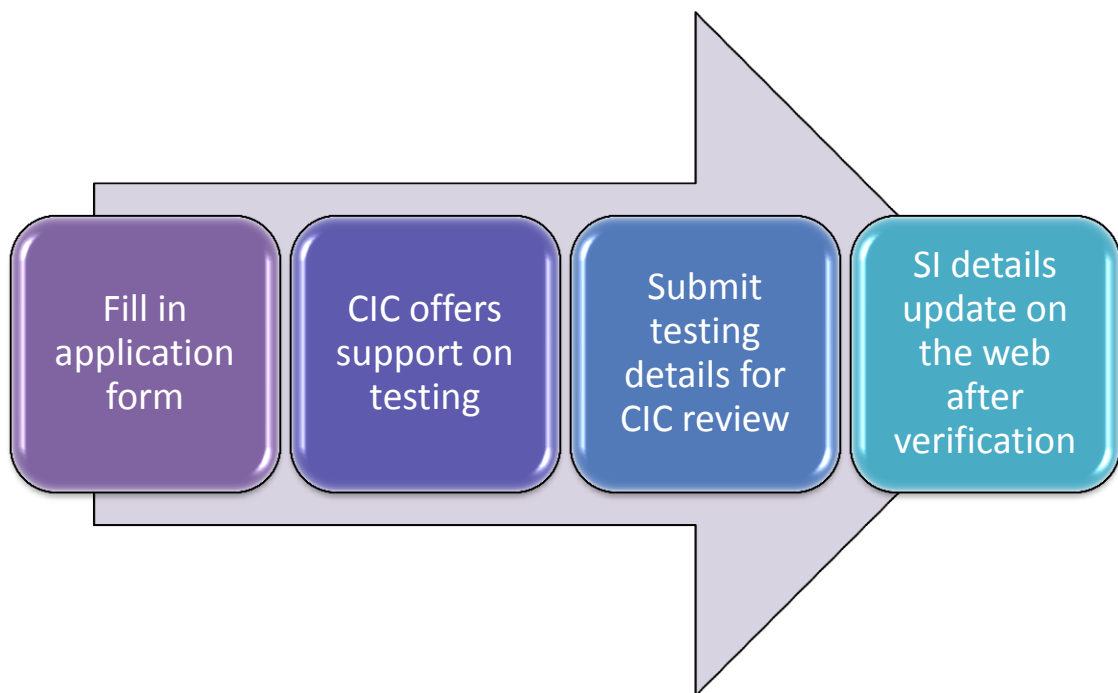 Fill in
application
form
CIC offers
support on
testing
Submit
testing
details for
CIC review
SI details
update on
the web
after
verification